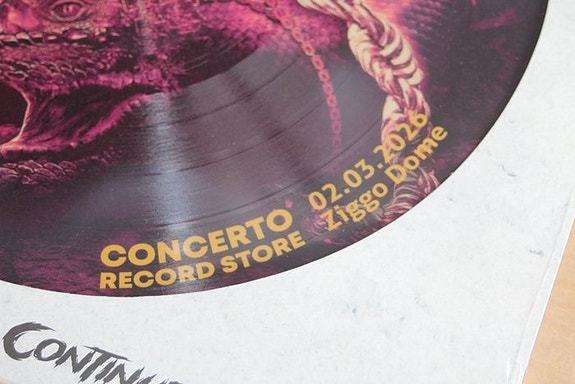 CONCERTO
RECORD STORE
02.03.2026
Ziggo Dome